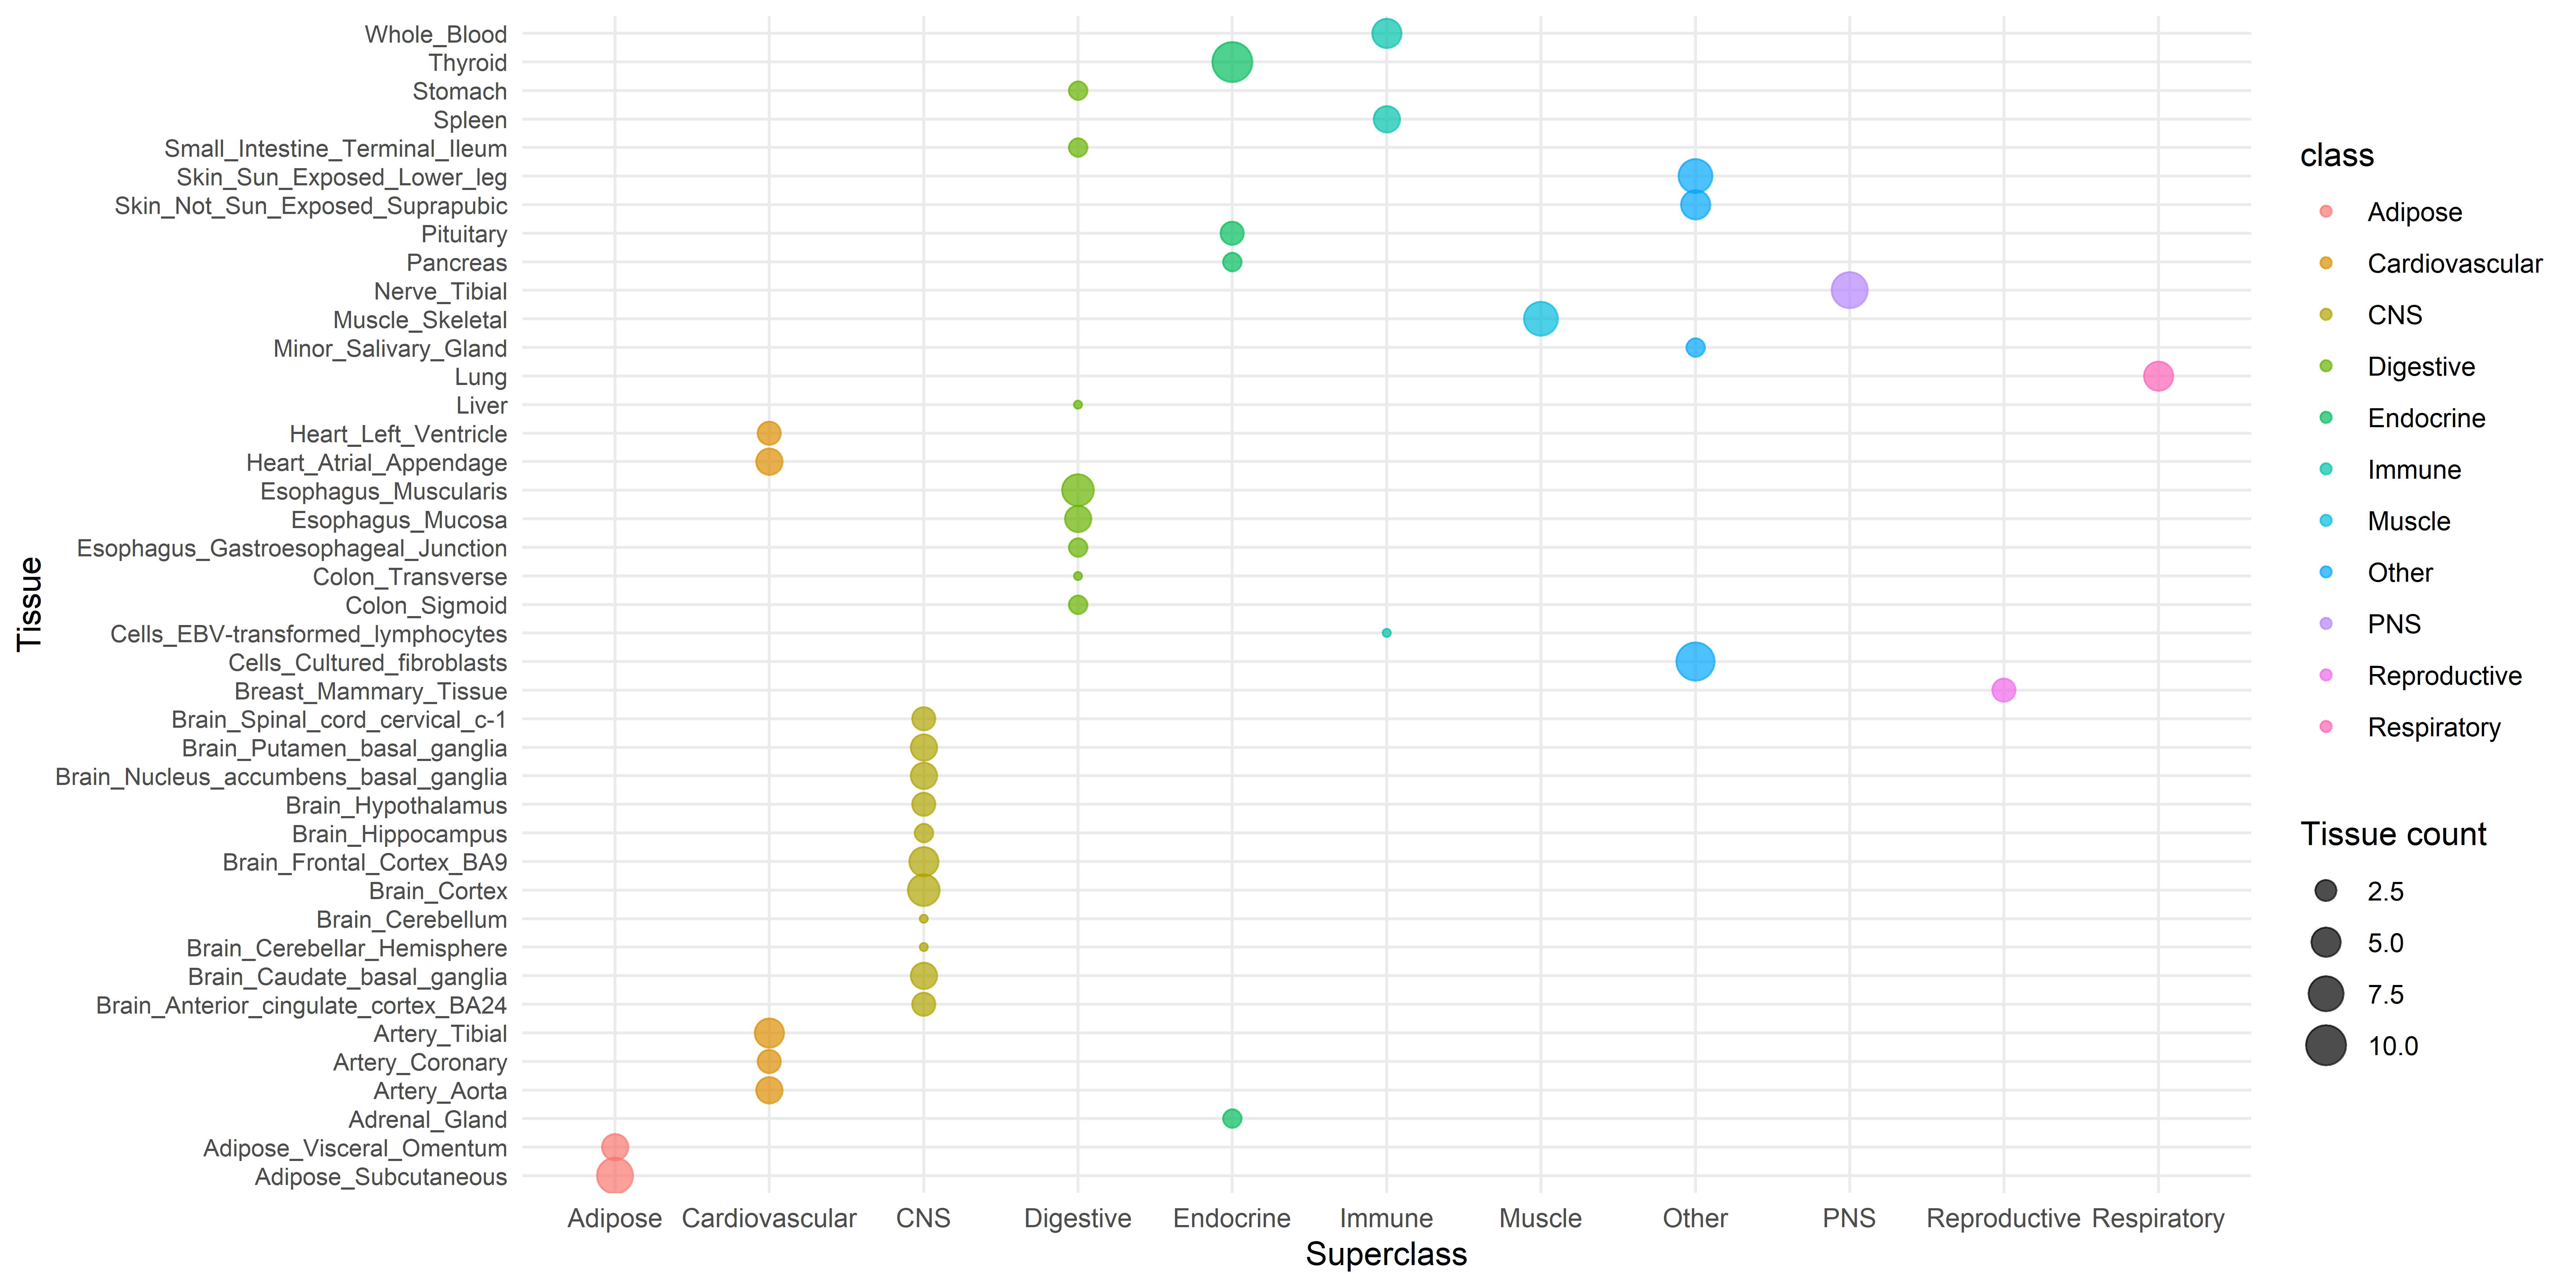 Tissue
Whole_Blood
Thyroid
Stomach
Spleen
Small_Intestine_Terminal_Ileum
Skin_Sun_Exposed_Lower_leg
Skin_Not_Sun_Exposed_Suprapubic
Pituitary
Pancreas
Nerve_Tibial
Muscle_Skeletal
Minor_Salivary_Gland
Lung
Liver
Heart_Left_Ventricle
Heart_Atrial_Appendage
Esophagus_Muscularis
Esophagus_Mucosa
Esophagus_Gastroesophageal_Junction
Colon_Transverse
Colon_Sigmoid
Cells_EBV-transformed_lymphocytes
Cells_Cultured_fibroblasts
Breast_Mammary_Tissue
Brain_Spinal_cord_cervical_c-1
Brain_Putamen_basal_ganglia
Brain_Nucleus_accumbens_basal_ganglia
Brain_Hypothalamus
Brain_Hippocampus
Brain_Frontal_Cortex_BA9
Brain_Cortex
Brain_Cerebellum
Brain_Cerebellar_Hemisphere
Brain_Caudate_basal_ganglia
Brain_Anterior_cingulate_cortex_BA24
Artery_Tibial
Artery_Coronary
Artery_Aorta
Adrenal_Gland
Adipose_Visceral_Omentum
Adipose_Subcutaneous
Adipose Cardiovascular CNS Digestive Endocrine Immune Muscle Other PNS Reproductive Respiratory
Superclass
class
Adipose
Cardiovascular
CNS
Digestive
Endocrine
Immune
Muscle
Other
PNS
Reproductive
Respiratory
Tissue count
2.5
5.0
7.5
10.0